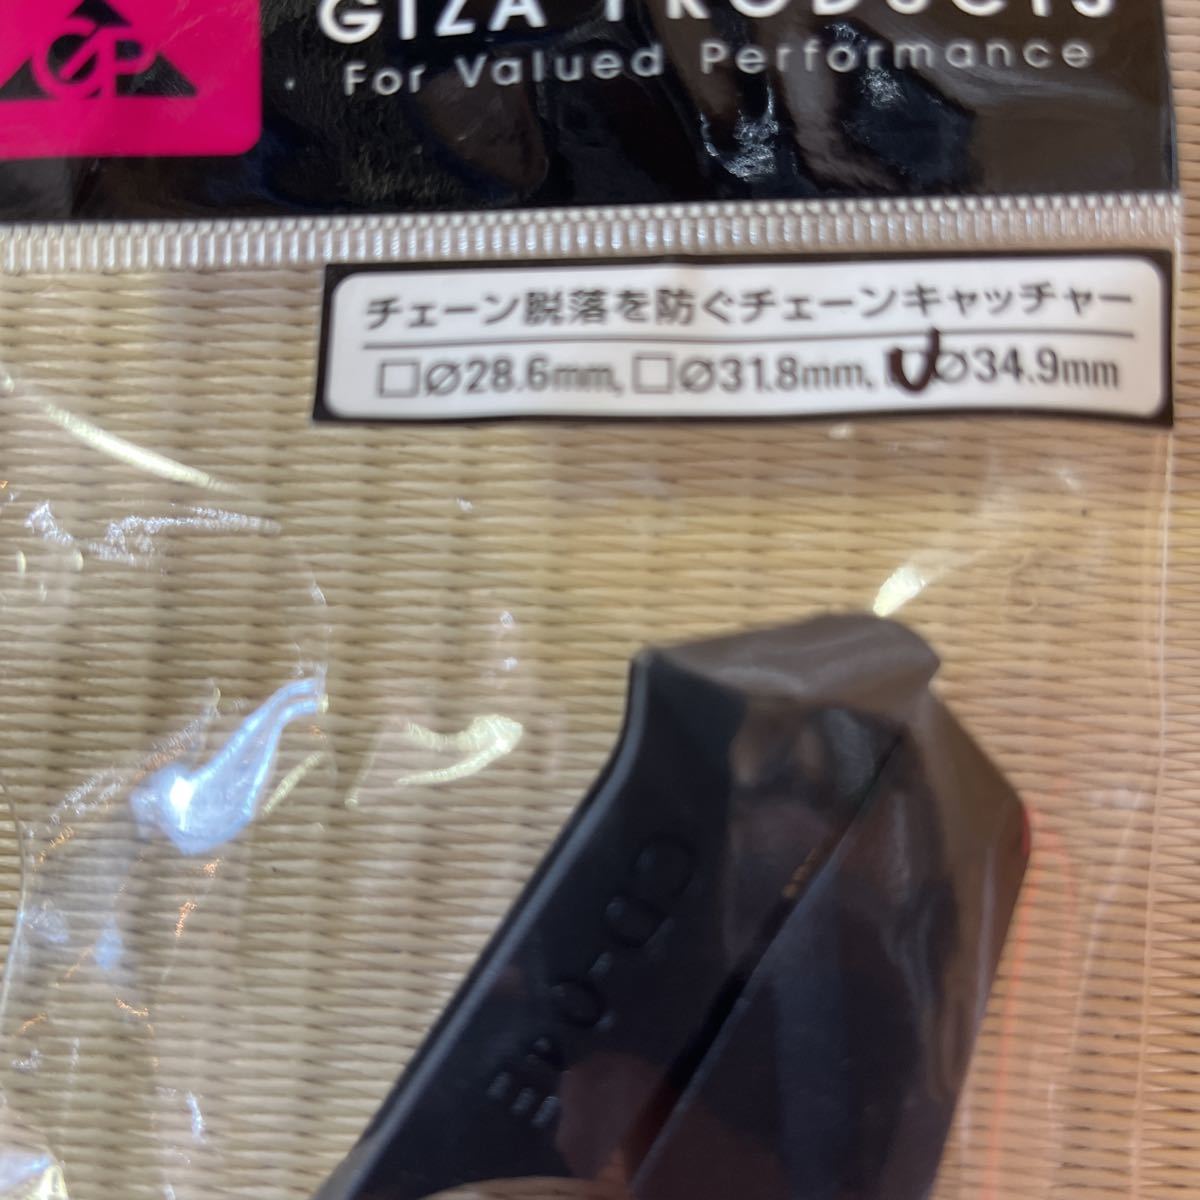 GP
GIZA PRODUCTS
For Valued Performance
チェーン脱落を防ぐチェーンキャッチャー
□Ø28.6mm, □Ø31.8mm, □Ø34.9mm